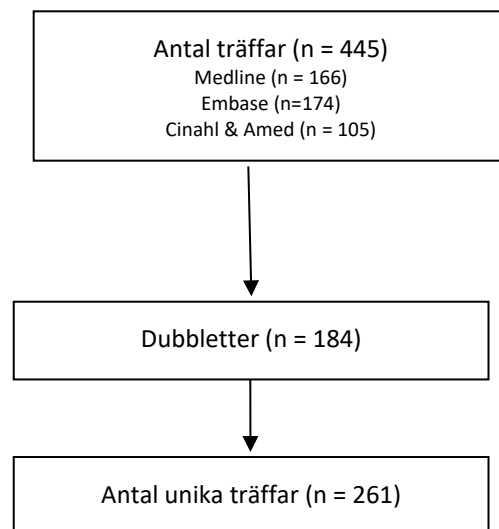 Antal träffar (n = 445)
Medline (n = 166)
Embase (n=174)
Cinahl & Amed (n = 105)
Dubbletter (n = 184)
Antal unika träffar (n = 261)